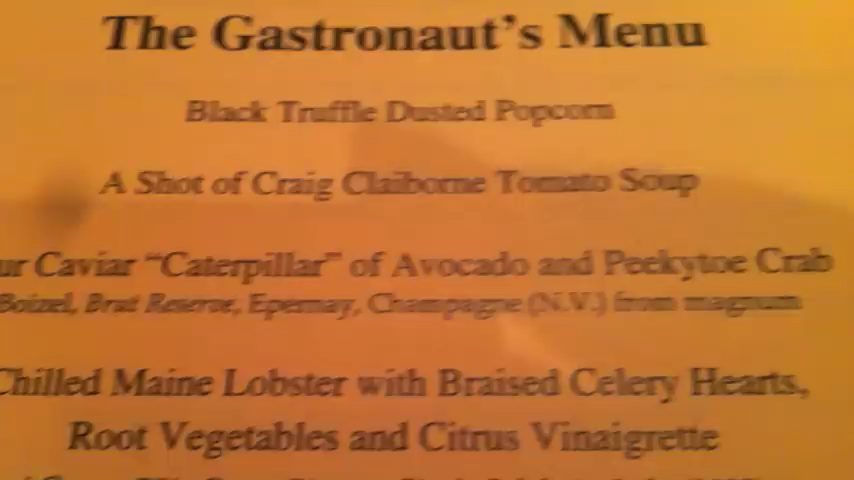 The Gastronaut's Menu
Black Truffle Dusted Popcorn
A Shot of Craig Claiborne Tomato Soup
Caviar "Caterpillar" of Avocado and Peekytoe Crab
Boizel, Brut Reserve, Epernay, Champagne (N.V.) from magnum
Chilled Maine Lobster with Braised Celery Hearts,
Root Vegetables and Citrus Vinaigrette